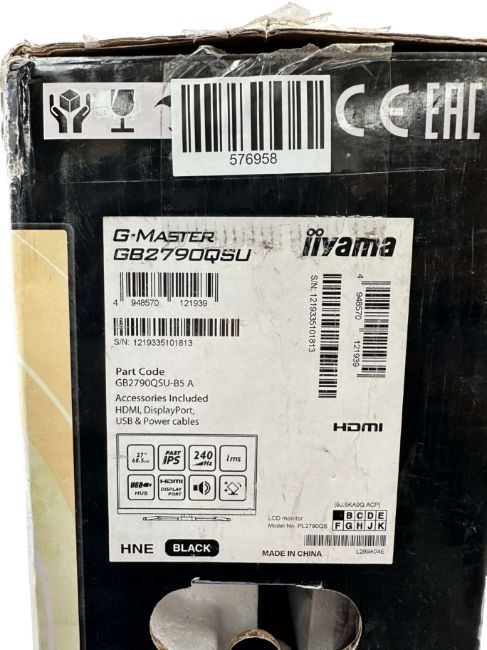 576958
CE EAC
G-MASTER
GB2790QSU
iiyama
4 948570 121939
S/N: 1219335101813
S/N: 1219335101813
4 948570 121939
Part Code
GB2790QSU-B5 A
Accessories Included
HDMI, DisplayPort,
USB & Power cables
HDMI
27" 68.5cm
FAST IPS
240 Hz
1ms
USB HUB
HDMI DISPLAY PORT
LCD monitor
Model No. PL2790QS
B C D E
F G H J K
L289A04E
HNE BLACK
MADE IN CHINA